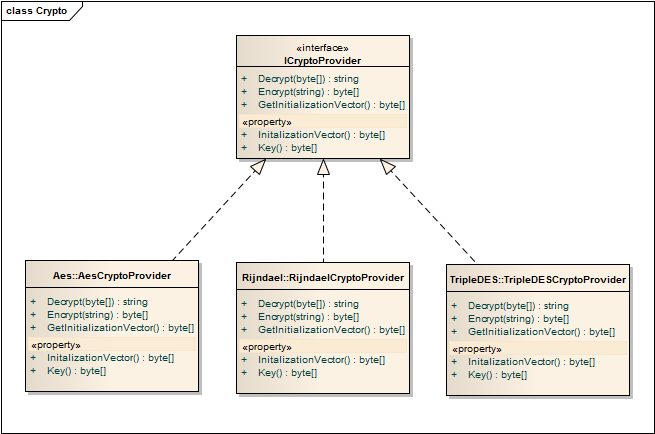 class Crypto
«interface»
ICryptoProvider
+ Decrypt(byte[]) : string
+ Encrypt(string) : byte[]
+ GetInitializationVector() : byte[]
«property»
+ InitalizationVector() : byte[]
+ Key() : byte[]
Aes::AesCryptoProvider
+ Decrypt(byte[]) : string
+ Encrypt(string) : byte[]
+ GetInitializationVector() : byte[]
«property»
+ InitalizationVector() : byte[]
+ Key() : byte[]
Rijndael::RijndaelCryptoProvider
+ Decrypt(byte[]) : string
+ Encrypt(string) : byte[]
+ GetInitializationVector() : byte[]
«property»
+ InitalizationVector() : byte[]
+ Key() : byte[]
TripleDES::TripleDESCryptoProvider
+ Decrypt(byte[]) : string
+ Encrypt(string) : byte[]
+ GetInitializationVector() : byte[]
«property»
+ InitalizationVector() : byte[]
+ Key() : byte[]